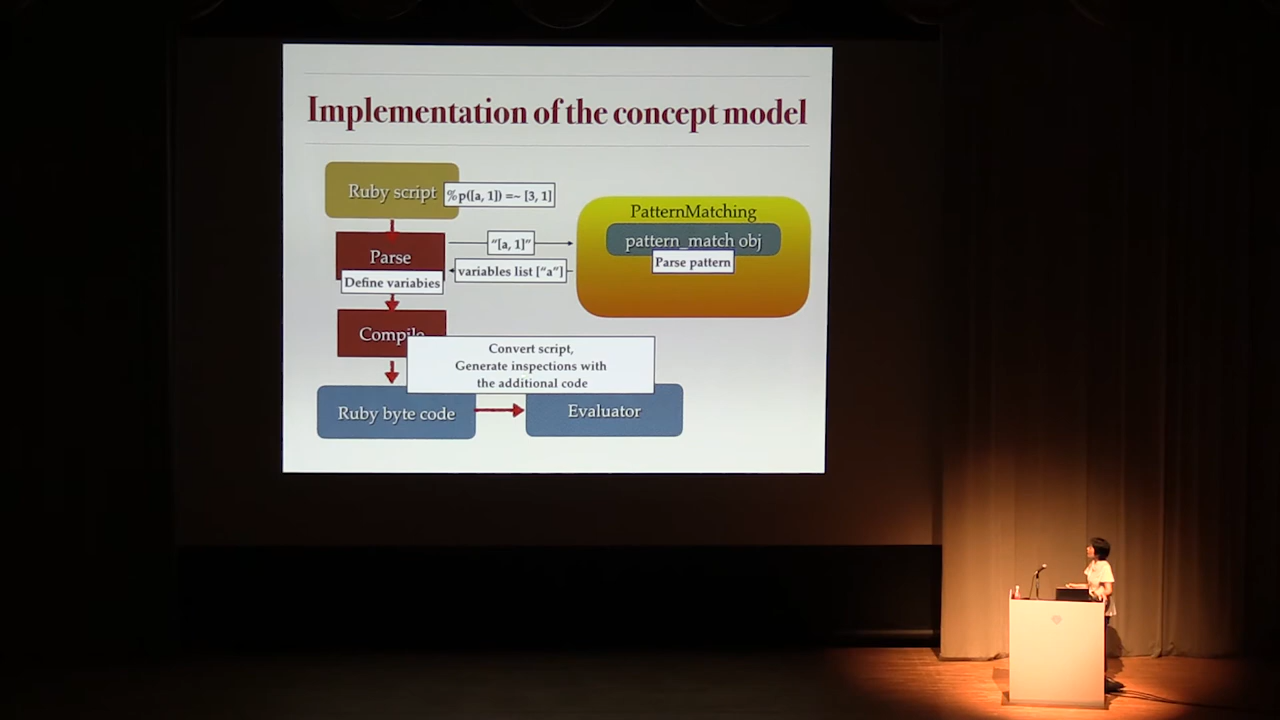 Implementation of the concept model
Ruby script
%p([a, 1]) =~ [3, 1]
PatternMatching
pattern_match obj
Parse pattern
Parse
"[a, 1]"
variables list ["a"]
Define variables
Compile
Convert script,
Generate inspections with
the additional code
Ruby byte code
Evaluator